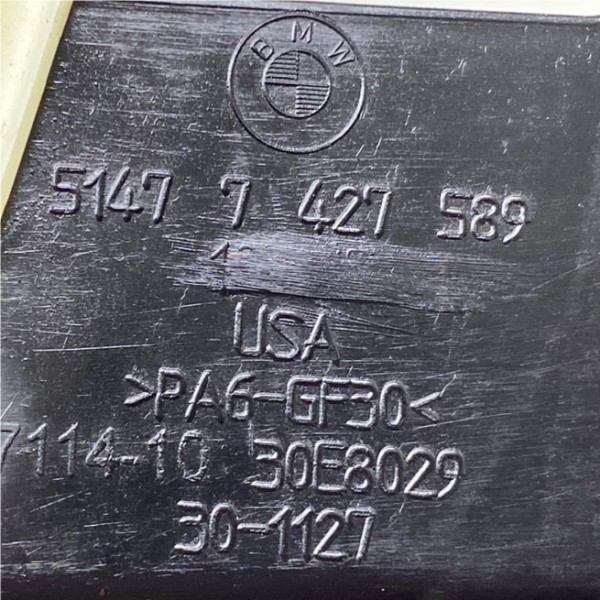 BMW
5147 7 427 589
USA
>PA6-GF30<
7114-10 30E8029
30-1127